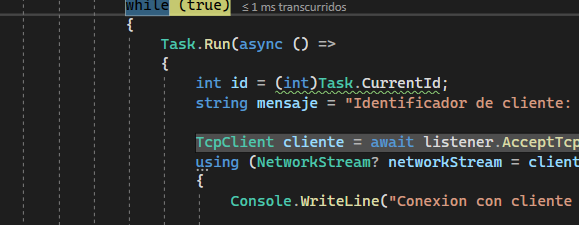 while (true) ≤ 1 ms transcurridos
{
Task.Run(async () =>
{
int id = (int)Task.CurrentId;
string mensaje = "Identificador de cliente:
TcpClient cliente = await listener.AcceptTcp
using (NetworkStream? networkStream = client
{
Console.WriteLine("Conexion con cliente